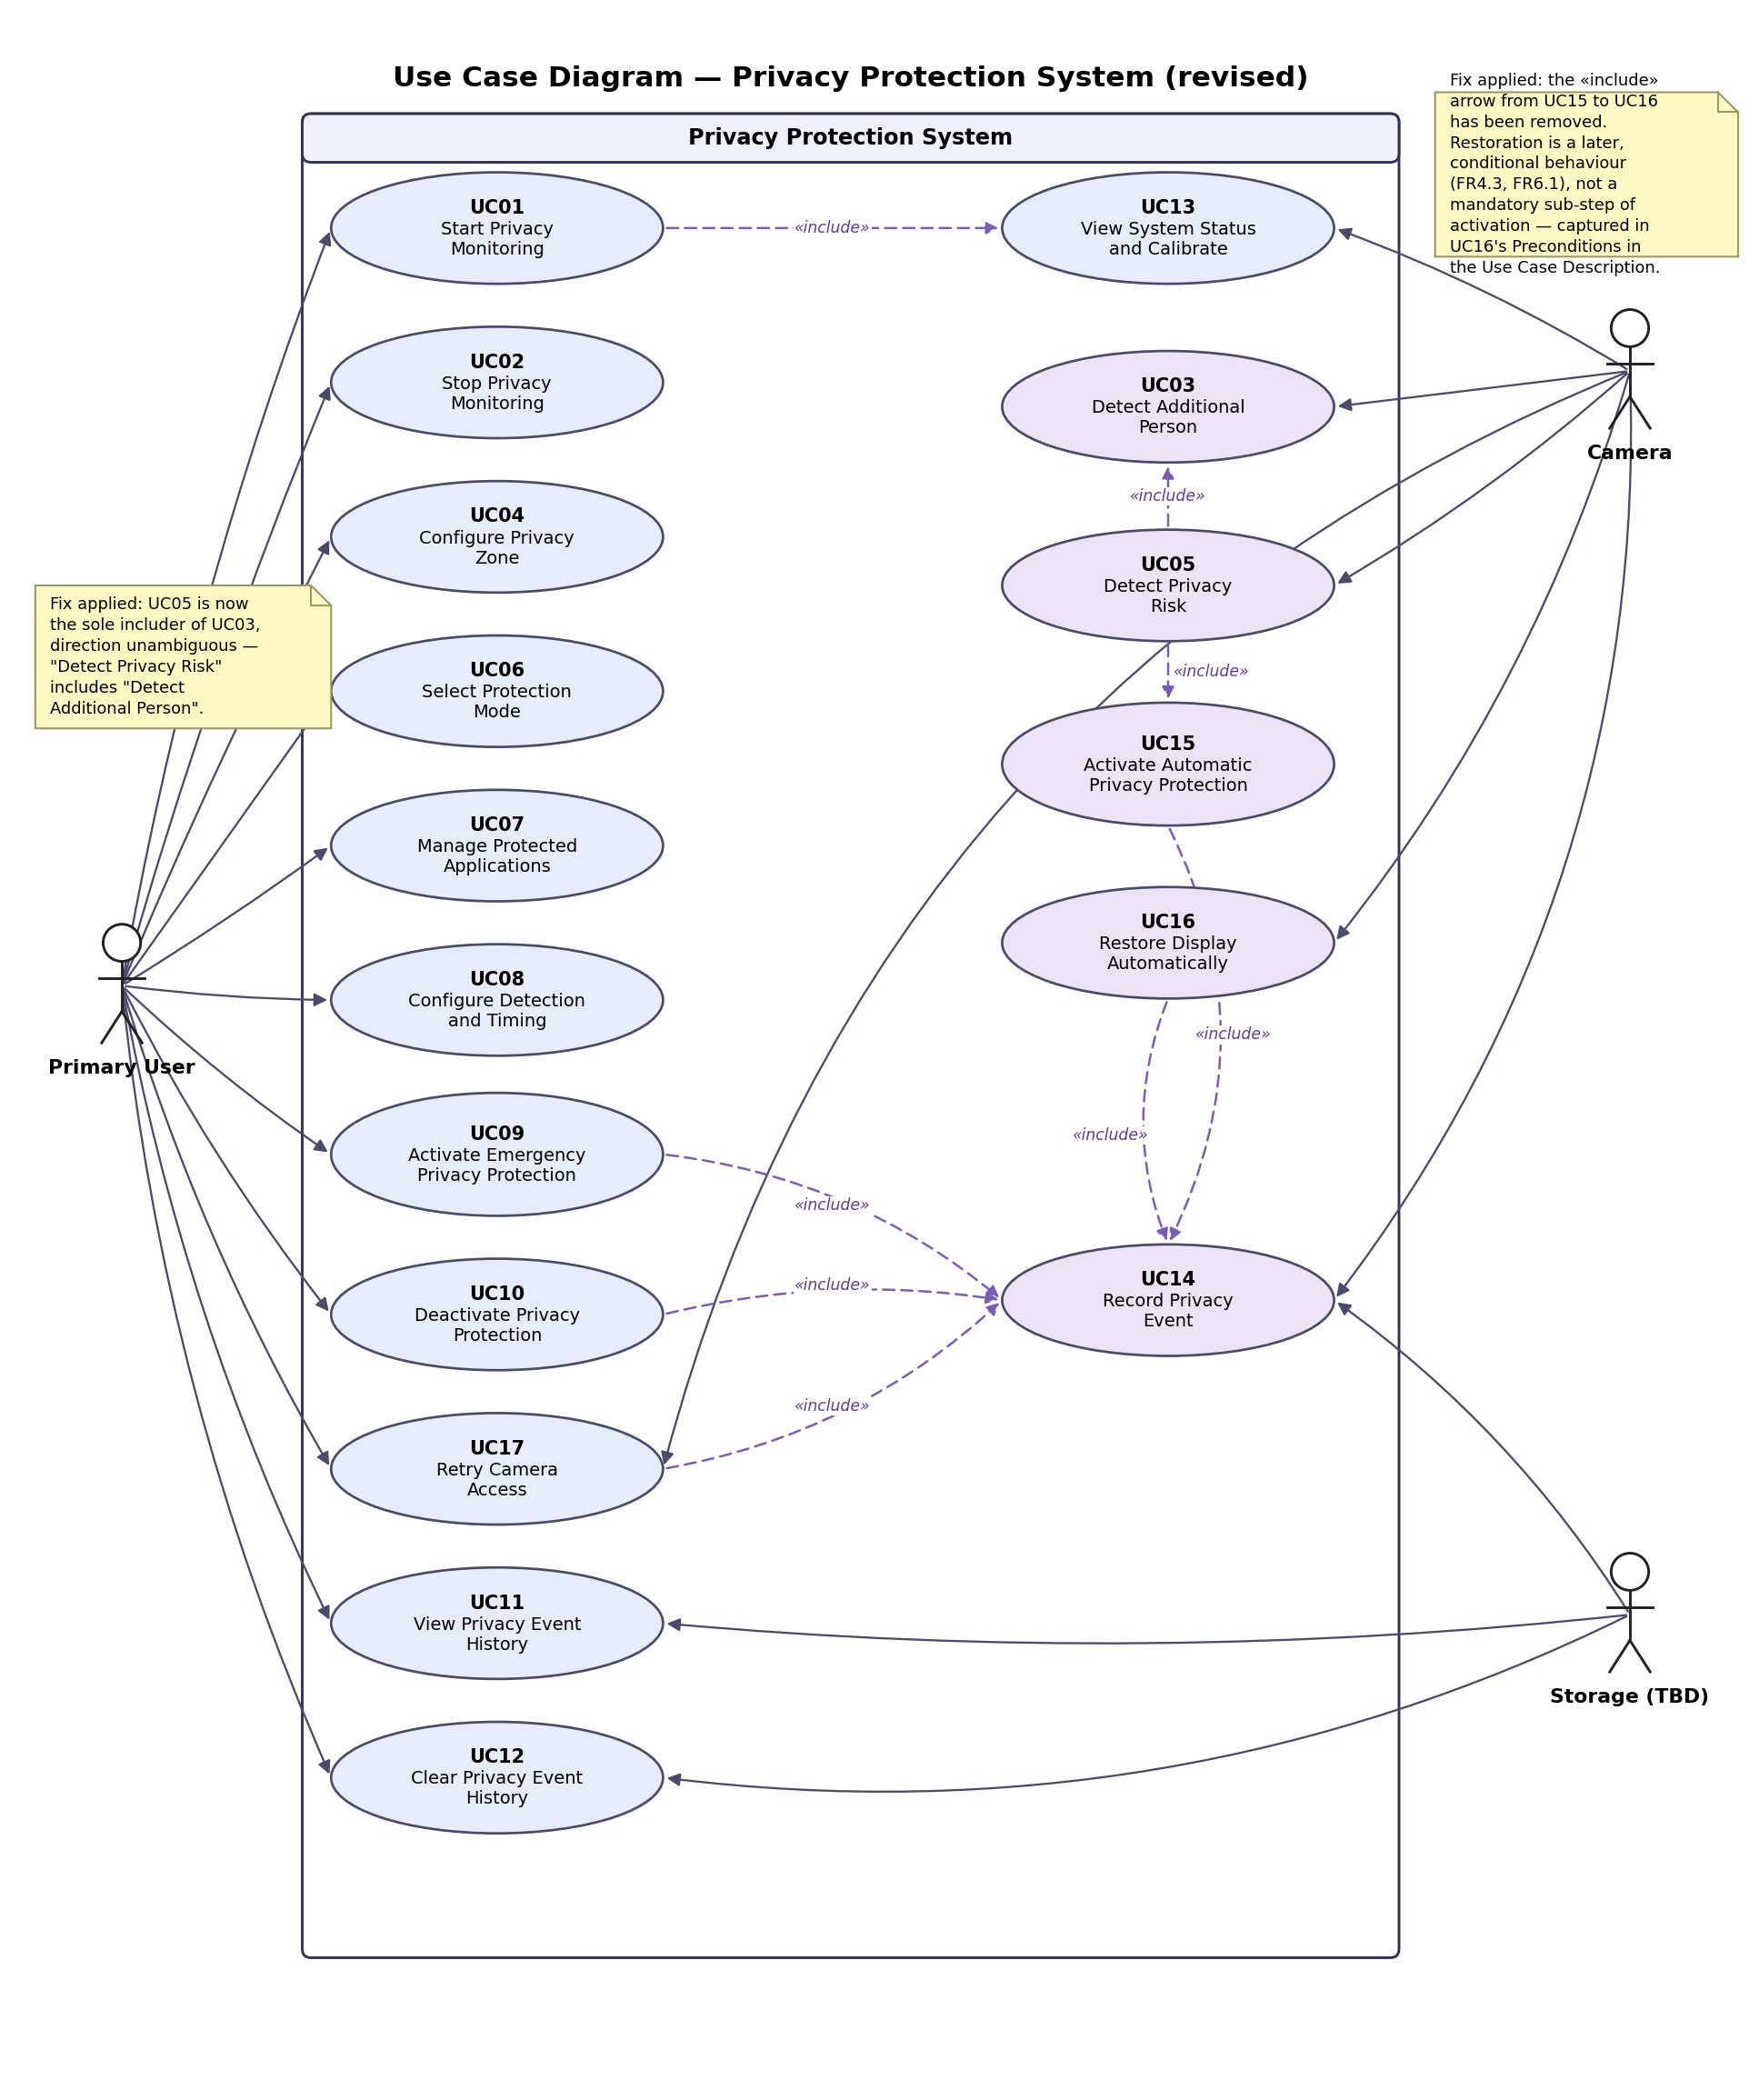 Use Case Diagram — Privacy Protection System (revised)
Fix applied: the «include»
arrow from UC15 to UC16
has been removed.
Restoration is a later,
conditional behaviour
(FR4.3, FR6.1), not a
mandatory sub-step of
activation — captured in
UC16's Preconditions in
the Use Case Description.
Privacy Protection System
UC01
Start Privacy
Monitoring
«include»
UC13
View System Status
and Calibrate
UC02
Stop Privacy
Monitoring
UC03
Detect Additional
Person
Camera
«include»
UC04
Configure Privacy
Zone
UC05
Detect Privacy
Risk
Fix applied: UC05 is now
the sole includer of UC03,
direction unambiguous —
"Detect Privacy Risk"
includes "Detect
Additional Person".
UC06
Select Protection
Mode
«include»
UC15
Activate Automatic
Privacy Protection
UC07
Manage Protected
Applications
UC16
Restore Display
Automatically
UC08
Configure Detection
and Timing
«include»
Primary User
UC09
Activate Emergency
Privacy Protection
«include»
«include»
UC10
Deactivate Privacy
Protection
«include»
UC14
Record Privacy
Event
«include»
UC17
Retry Camera
Access
UC11
View Privacy Event
History
Storage (TBD)
UC12
Clear Privacy Event
History